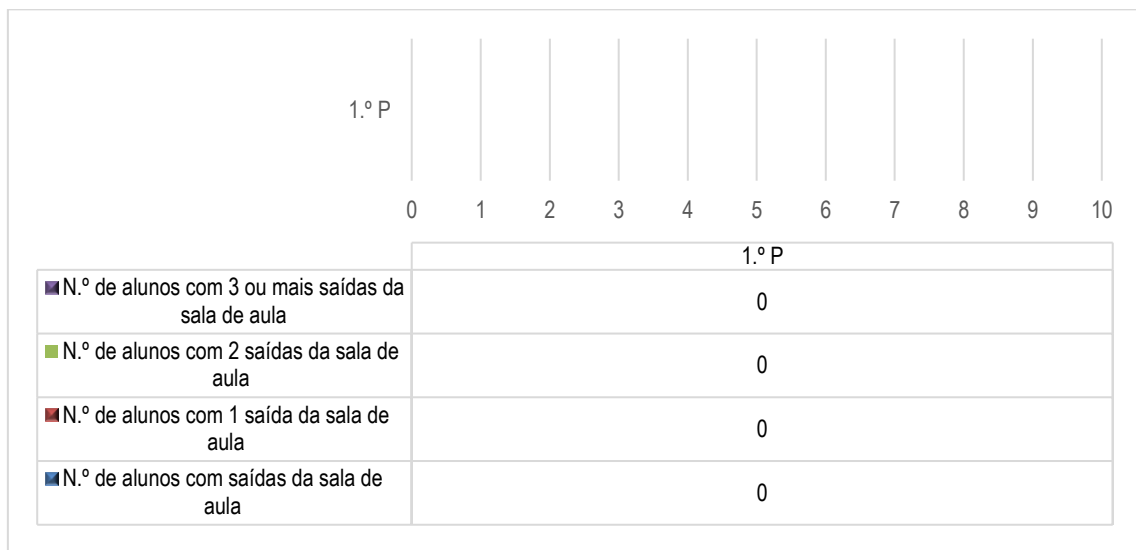 1.º P
0 1 2 3 4 5 6 7 8 9 10
1.º P
N.º de alunos com 3 ou mais saídas da
sala de aula
0
N.º de alunos com 2 saídas da sala de
aula
0
N.º de alunos com 1 saída da sala de
aula
0
N.º de alunos com saídas da sala de
aula
0